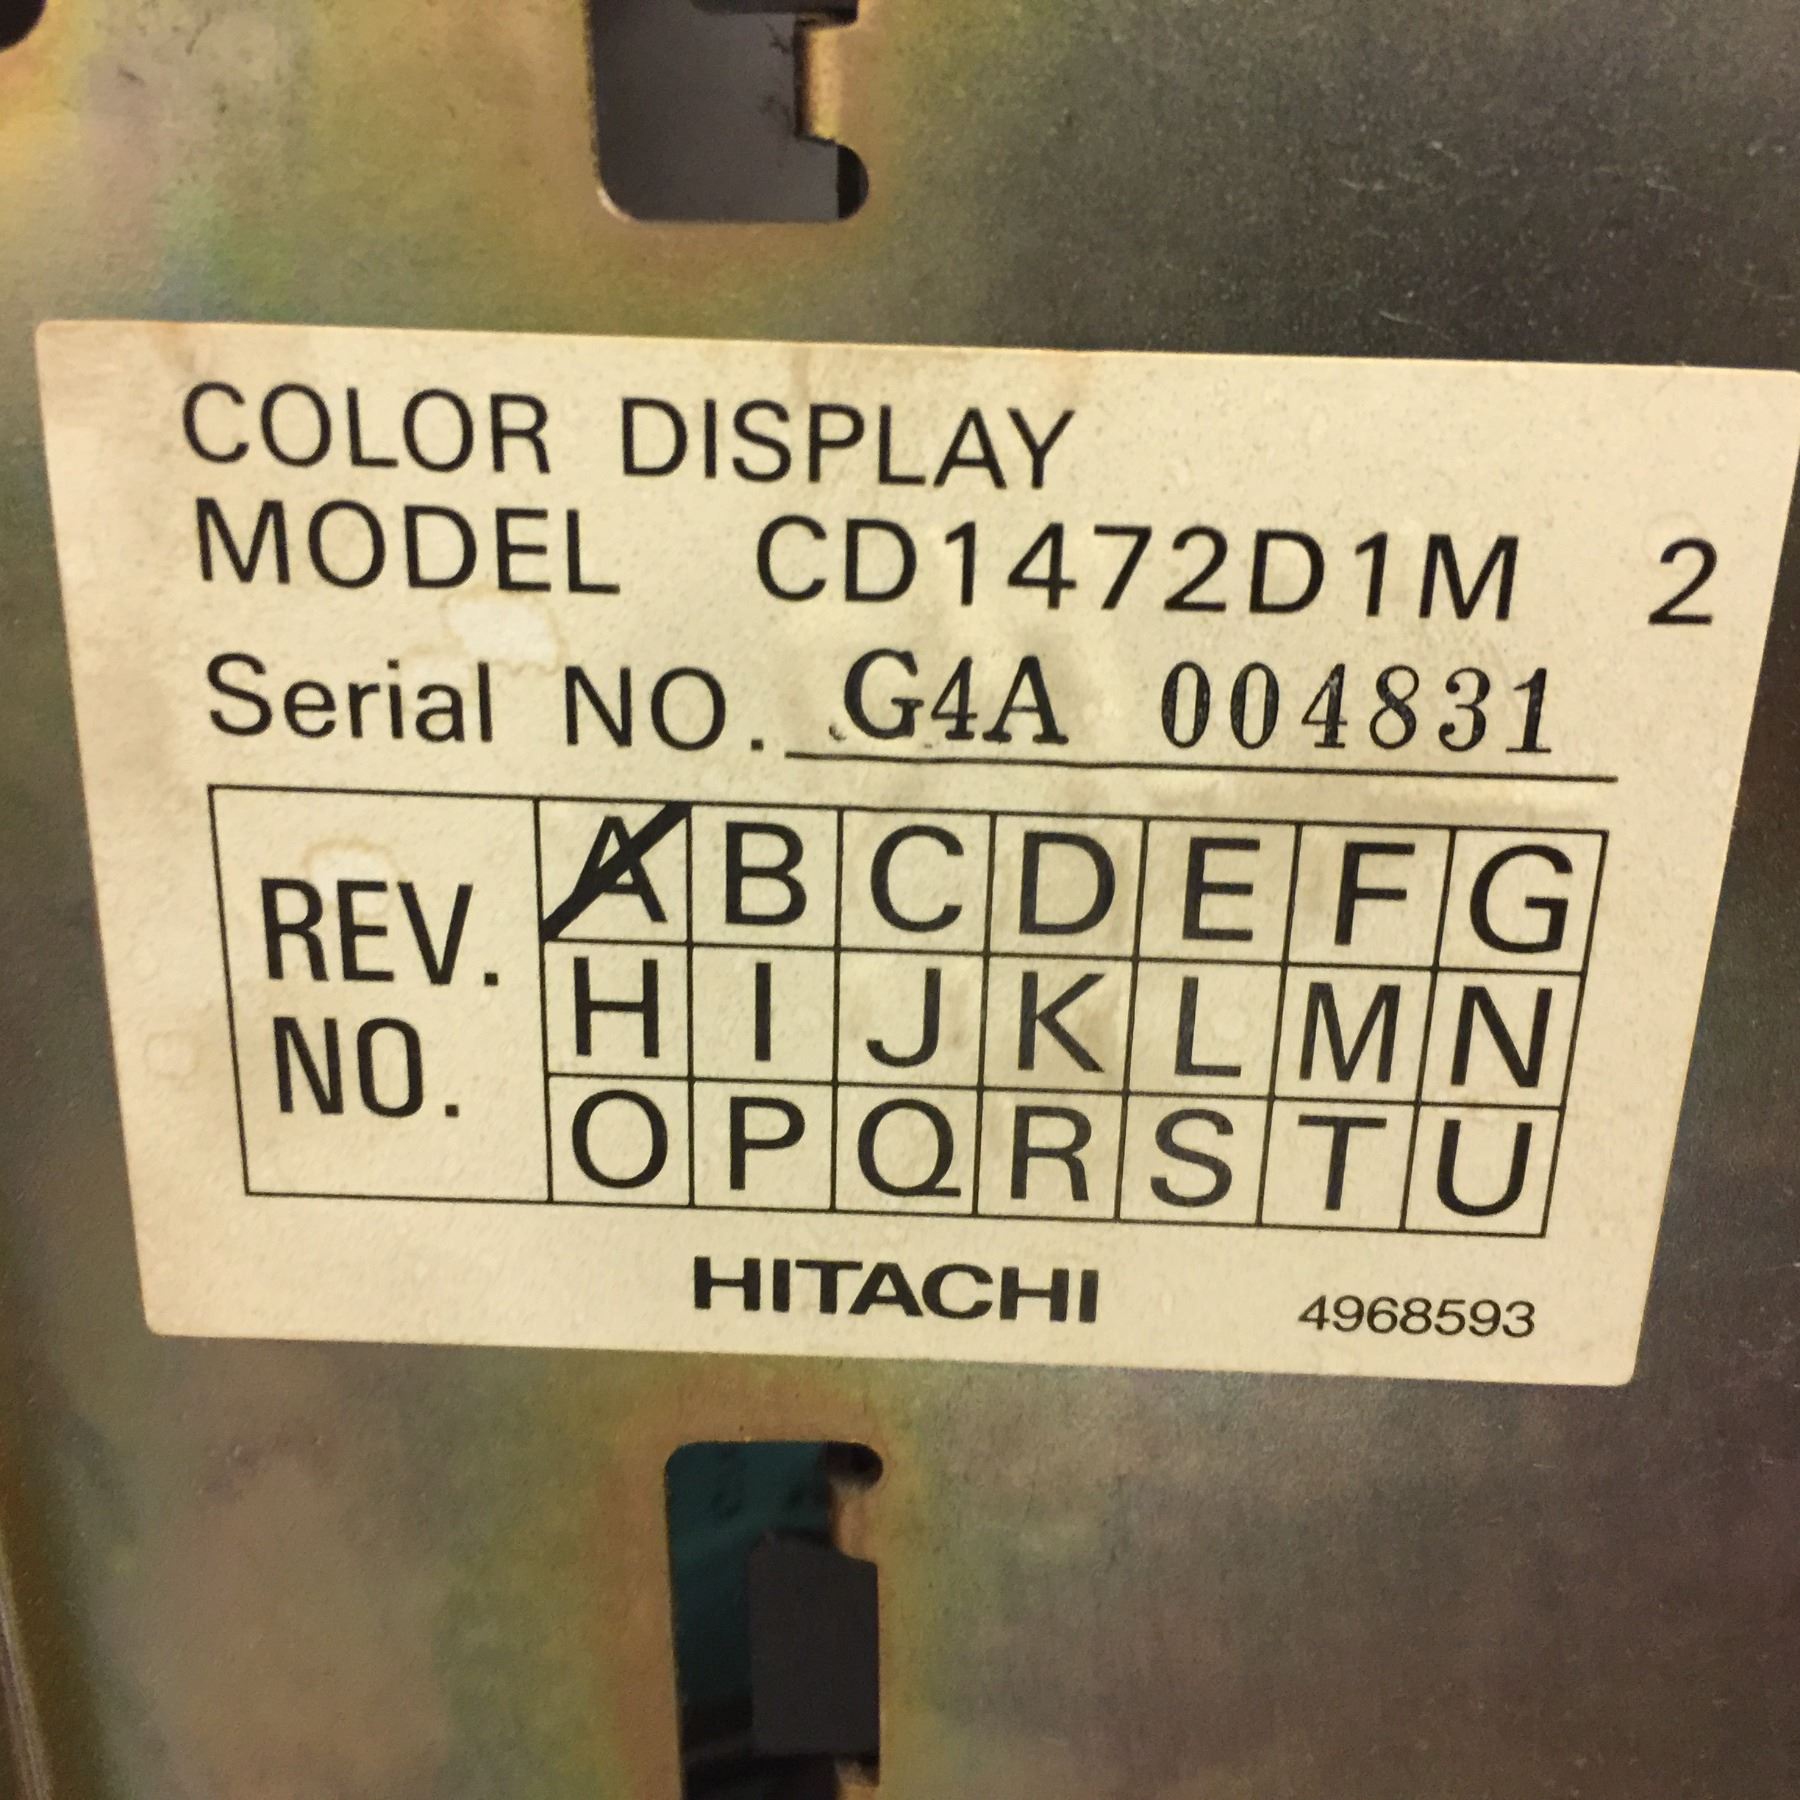 COLOR DISPLAY
MODEL CD1472D1M 2
Serial NO. G4A 004831
REV. NO.
A B C D E F G
H I J K L M N
O P Q R S T U
HITACHI 4968593